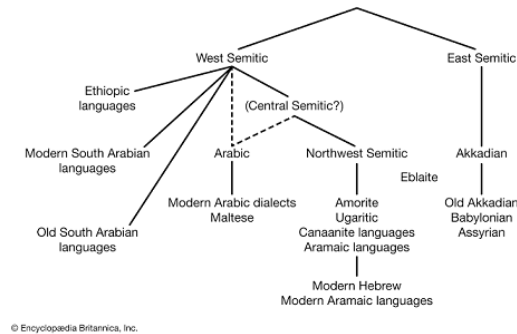 West Semitic
East Semitic
Ethiopic
languages
(Central Semitic?)
Modern South Arabian
languages
Arabic
Northwest Semitic
Akkadian
Eblaite
Modern Arabic dialects
Maltese
Amorite
Ugaritic
Canaanite languages
Aramaic languages
Old Akkadian
Babylonian
Assyrian
Old South Arabian
languages
Modern Hebrew
Modern Aramaic languages
© Encyclopædia Britannica, Inc.